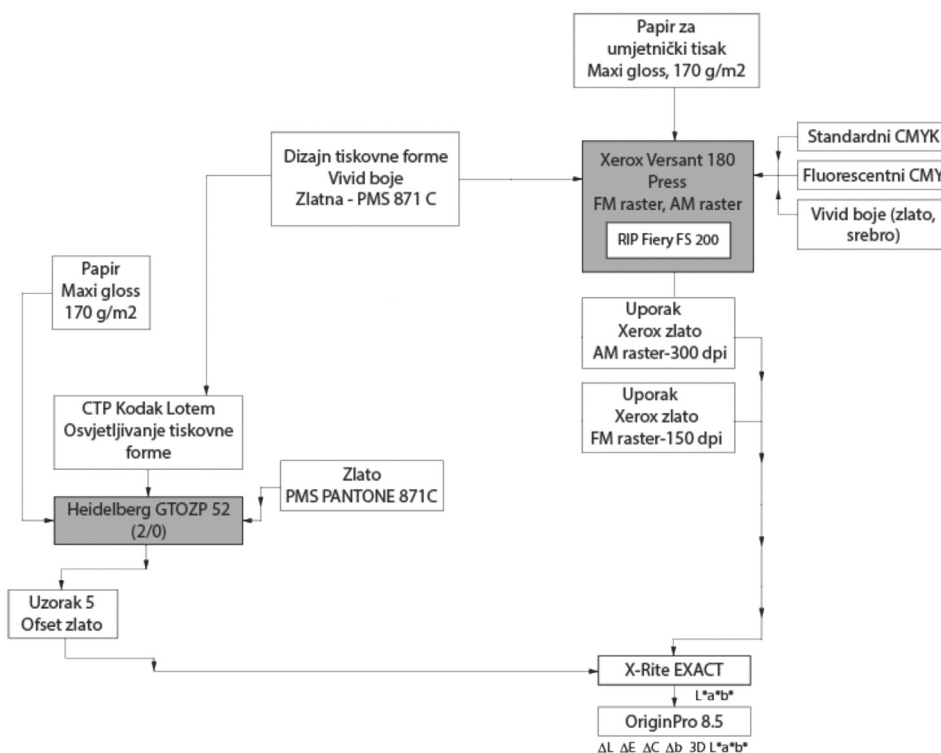 Papir za
umjetnički tisak
Maxi gloss, 170 g/m2
Dizajn tiskovne forme
Vivid boje
Zlatna - PMS 871 C
Xerox Versant 180
Press
FM raster, AM raster
RIP Fiery FS 200
Standardni CMYK
Fluorescentni CMY
Vivid boje (zlato,
srebro)
Papir
Maxi gloss
170 g/m2
Uporak
Xerox zlato
AM raster-300 dpi
Uporak
Xerox zlato
FM raster-150 dpi
CTP Kodak Lotem
Osvjetljivanje tiskovne
forme
Zlato
PMS PANTONE 871C
Heidelberg GTOZP 52
(2/0)
Uzorak 5
Ofset zlato
X-Rite EXACT
L*a*b*
OriginPro 8.5
ΔL ΔE ΔC Δb 3D L*a*b*